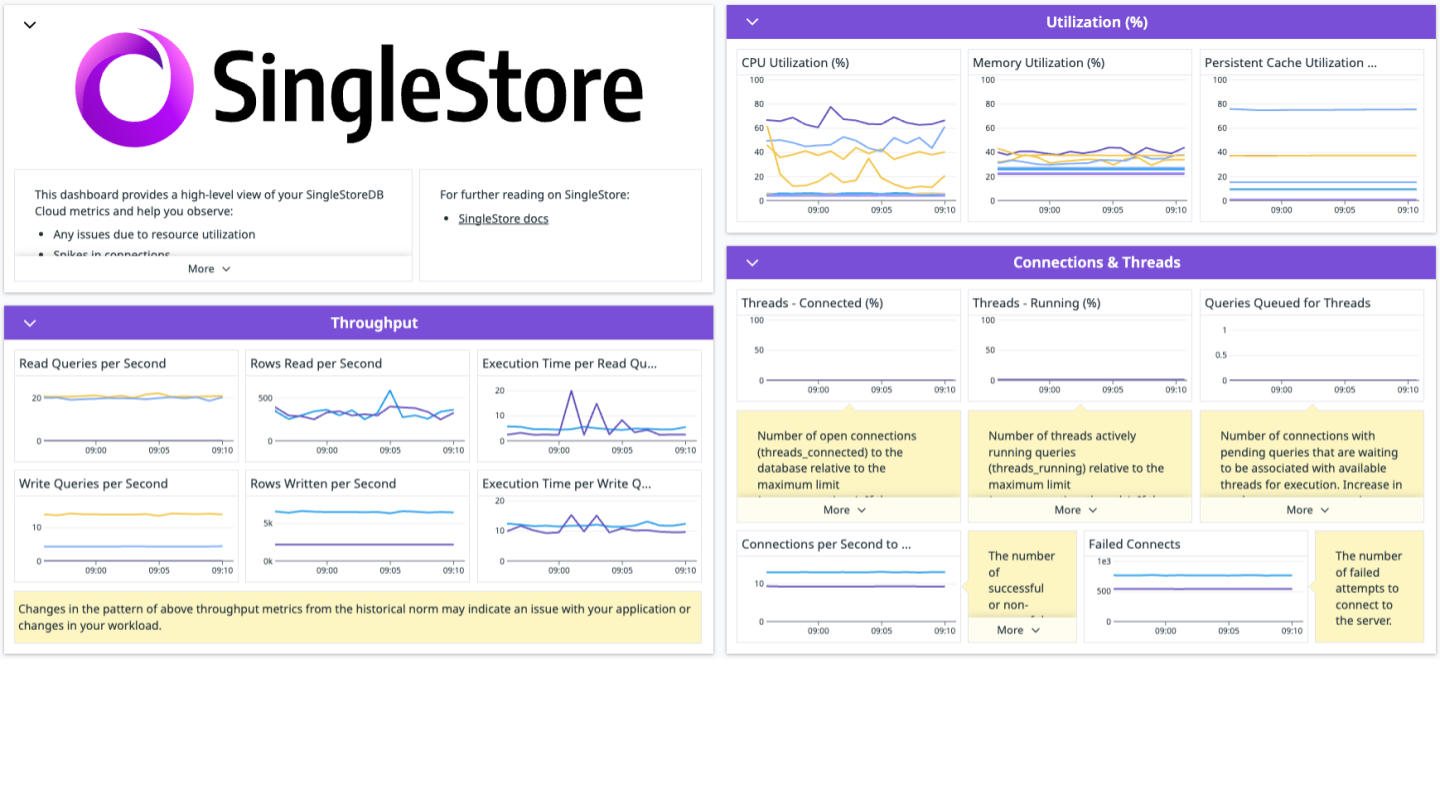 SingleStore
This dashboard provides a high-level view of your SingleStoreDB
Cloud metrics and help you observe:
• Any issues due to resource utilization
• Spikes in connections
More
For further reading on SingleStore:
• SingleStore docs
Throughput
Read Queries per Second
20
0
09:00 09:05 09:10
Rows Read per Second
500
0
09:00 09:05 09:10
Execution Time per Read Qu...
20
10
0
09:00 09:05 09:10
Write Queries per Second
10
0
09:00 09:05 09:10
Rows Written per Second
5k
0k
09:00 09:05 09:10
Execution Time per Write Q...
20
10
0
09:00 09:05 09:10
Changes in the pattern of above throughput metrics from the historical norm may indicate an issue with your application or
changes in your workload.
Utilization (%)
CPU Utilization (%)
100
80
60
40
20
0
09:00 09:05 09:10
Memory Utilization (%)
100
80
60
40
20
0
09:00 09:05 09:10
Persistent Cache Utilization ...
100
80
60
40
20
0
09:00 09:05 09:10
Connections & Threads
Threads - Connected (%)
100
50
0
09:00 09:05 09:10
Threads - Running (%)
100
50
0
09:00 09:05 09:10
Queries Queued for Threads
1
0.5
0
09:00 09:05 09:10
Number of open connections
(threads_connected) to the
database relative to the
maximum limit
More
Number of threads actively
running queries
(threads_running) relative to the
maximum limit
More
Number of connections with
pending queries that are waiting
to be associated with available
threads for execution. Increase in
More
Connections per Second to ...
10
0
09:00 09:05 09:10
The number
of
successful
or non-
More
Failed Connects
1e3
500
0
09:00 09:05 09:10
The number
of failed
attempts to
connect to
the server.